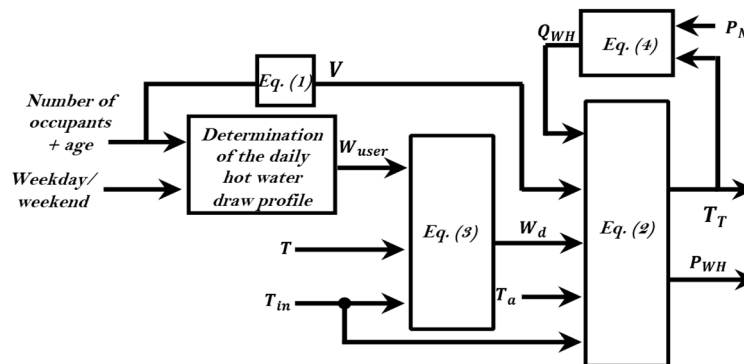 Q_WH
Eq. (4)
P_N
Eq. (1)
V
Number of
occupants
+ age
Determination
of the daily
hot water
draw profile
W_user
Weekday/
weekend
Eq. (3)
W_d
Eq. (2)
T_T
T
P_WH
T_in
T_a